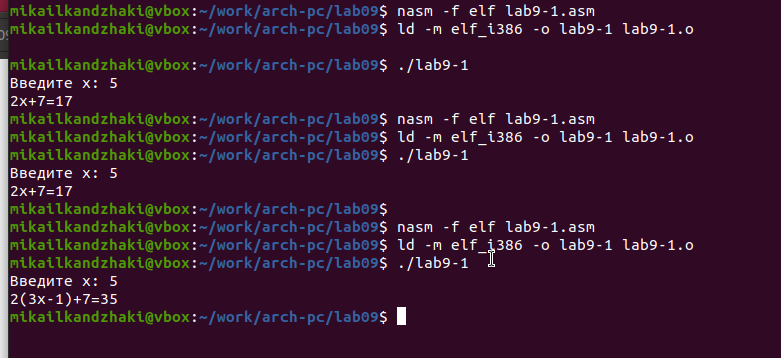 mikailkandzhaki@vbox:~/work/arch-pc/lab09$ nasm -f elf lab9-1.asm
mikailkandzhaki@vbox:~/work/arch-pc/lab09$ ld -m elf_i386 -o lab9-1 lab9-1.o
mikailkandzhaki@vbox:~/work/arch-pc/lab09$ ./lab9-1
Введите x: 5
2x+7=17
mikailkandzhaki@vbox:~/work/arch-pc/lab09$ nasm -f elf lab9-1.asm
mikailkandzhaki@vbox:~/work/arch-pc/lab09$ ld -m elf_i386 -o lab9-1 lab9-1.o
mikailkandzhaki@vbox:~/work/arch-pc/lab09$ ./lab9-1
Введите x: 5
2x+7=17
mikailkandzhaki@vbox:~/work/arch-pc/lab09$
mikailkandzhaki@vbox:~/work/arch-pc/lab09$ nasm -f elf lab9-1.asm
mikailkandzhaki@vbox:~/work/arch-pc/lab09$ ld -m elf_i386 -o lab9-1 lab9-1.o
mikailkandzhaki@vbox:~/work/arch-pc/lab09$ ./lab9-1
Введите x: 5
2(3x-1)+7=35
mikailkandzhaki@vbox:~/work/arch-pc/lab09$